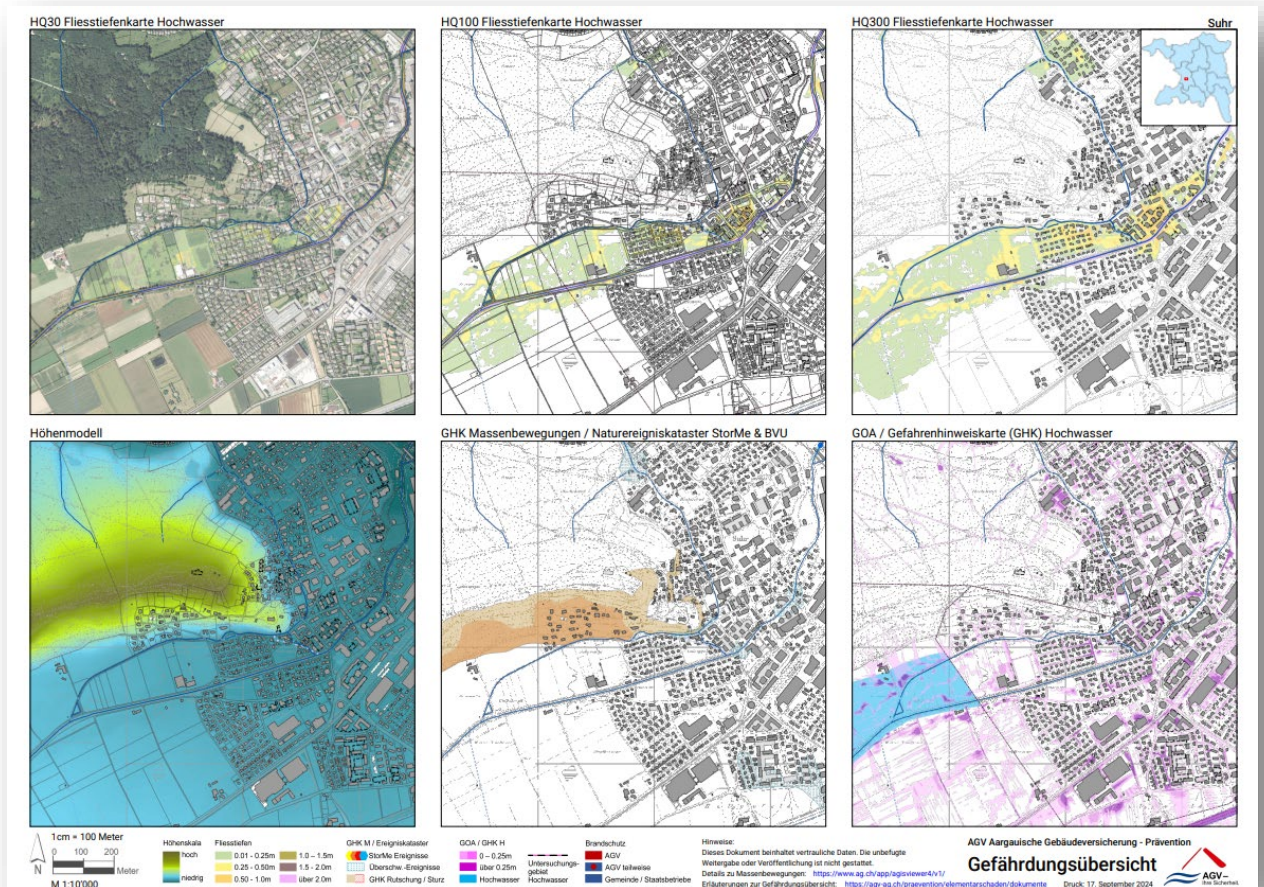 HQ30 Fliesstiefenkarte Hochwasser
HQ100 Fliesstiefenkarte Hochwasser
HQ300 Fliesstiefenkarte Hochwasser
Suhr
Höhenmodell
GHK Massenbewegungen / Naturereigniskataster StorMe & BVU
GOA / Gefahrenhinweiskarte (GHK) Hochwasser
N
1cm = 100 Meter
0 100 200
Meter
M 1:10'000
Höhenskala
hoch
niedrig
Fliesstiefen
0.01 - 0.25m
0.25 - 0.50m
0.50 - 1.0m
1.0 – 1.5m
1.5 - 2.0m
über 2.0m
GHK M / Ereigniskataster
StorMe Ereignisse
Überschw.-Ereignisse
GHK Rutschung / Sturz
GOA / GHK H
0 – 0.25m
über 0.25m
Hochwasser
Untersuchungs-
gebiet
Hochwasser
Brandschutz
AGV
AGV teilweise
Gemeinde / Staatsbetriebe
Hinweise:
Dieses Dokument beinhaltet vertrauliche Daten. Die unbefugte
Weitergabe oder Veröffentlichung ist nicht gestattet.
Details zu Massenbewegungen: https://www.ag.ch/app/agisviewer4/v1/
Erläuterungen zur Gefährdungsübersicht: https://agv-ag.ch/praevention/elementarschaden/dokumente
AGV Aargauische Gebäudeversicherung - Prävention
Gefährdungsübersicht
Druck: 17. September 2024
AGV–
Ihre Sicherheit.